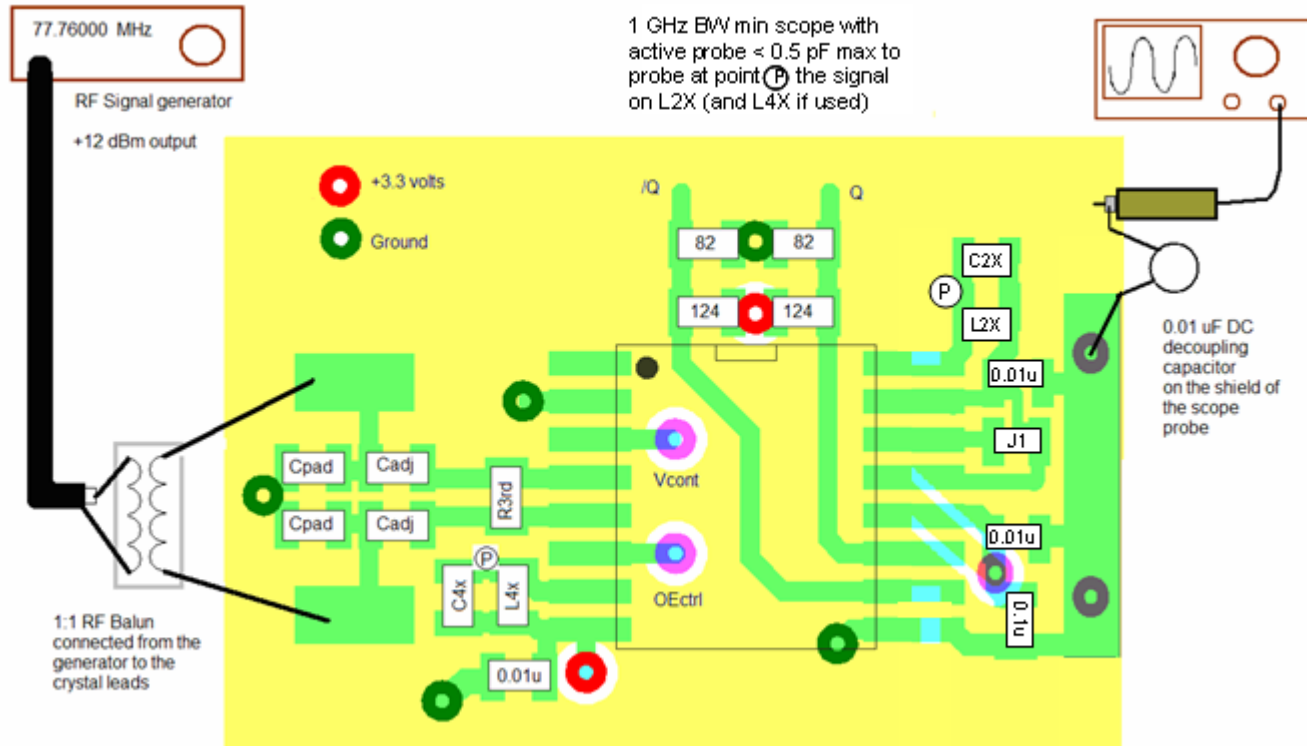 77.76000 MHz
RF Signal generator
+12 dBm output
1 GHz BW min scope with
active probe < 0.5 pF max to
probe at point P the signal
on L2X (and L4X if used)
+3.3 volts
Ground
/Q
Q
82
82
124
124
C2X
P
L2X
0.01u
J1
0.01u
0.1u
0.01 uF DC
decoupling
capacitor
on the shield of
the scope
probe
Cpad
Cadj
Cpad
Cadj
R3rd
Vcont
OEctrl
P
C4x
L4x
0.01u
1:1 RF Balun
connected from the
generator to the
crystal leads